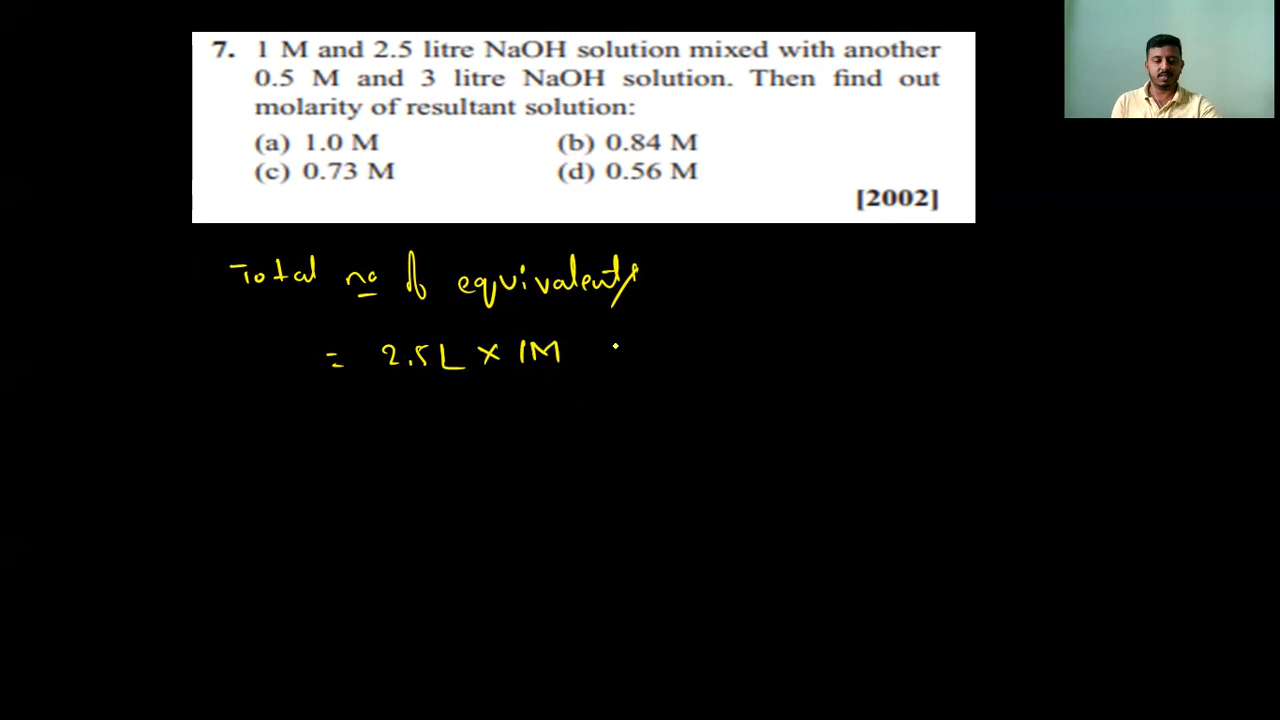 7. 1 M and 2.5 litre NaOH solution mixed with another
0.5 M and 3 litre NaOH solution. Then find out
molarity of resultant solution:
(a) 1.0 M (b) 0.84 M
(c) 0.73 M (d) 0.56 M
[2002]
Total no of equivalents
= 2.5L × 1M